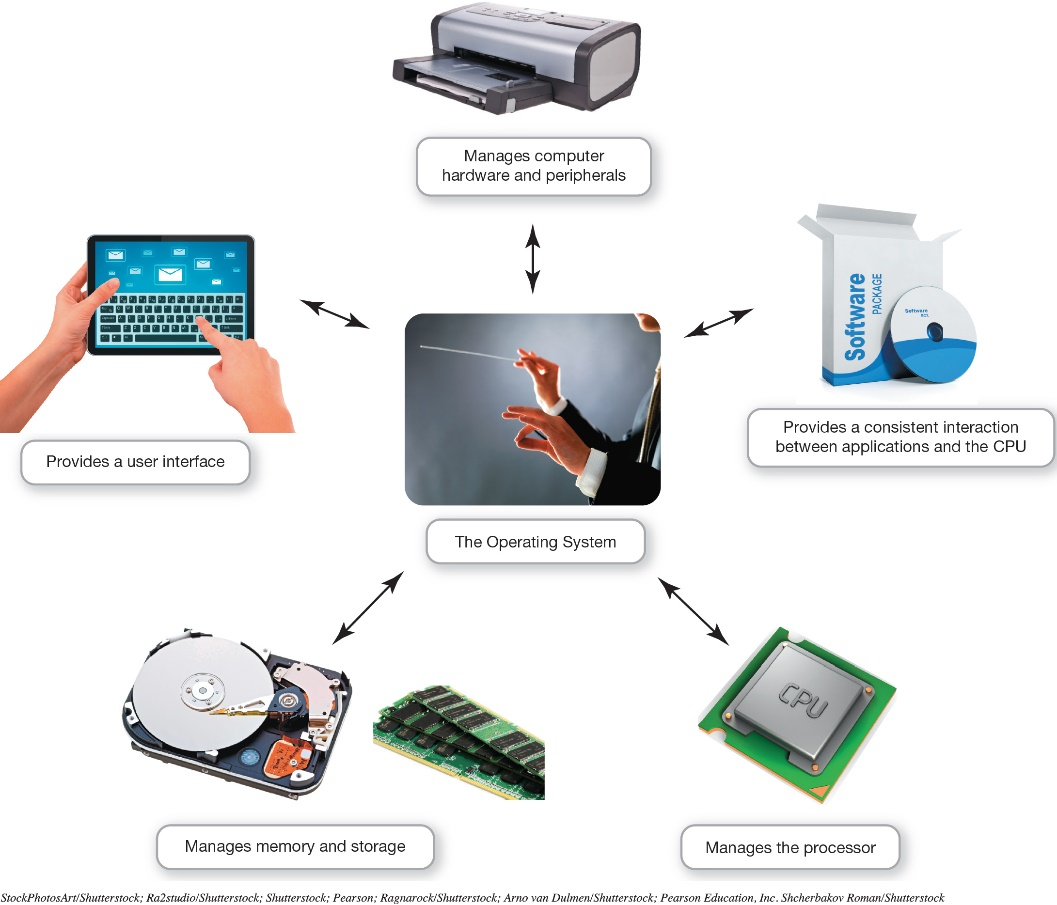 Manages computer
hardware and peripherals
Software
PACKAGE
Software
Provides a user interface
Provides a consistent interaction
between applications and the CPU
The Operating System
CPU
Manages memory and storage
Manages the processor
StockPhotosArt/Shutterstock; Ra2studio/Shutterstock; Shutterstock; Pearson; Ragnarock/Shutterstock; Arno van Dulmen/Shutterstock; Pearson Education, Inc. Shcherbakov Roman/Shutterstock